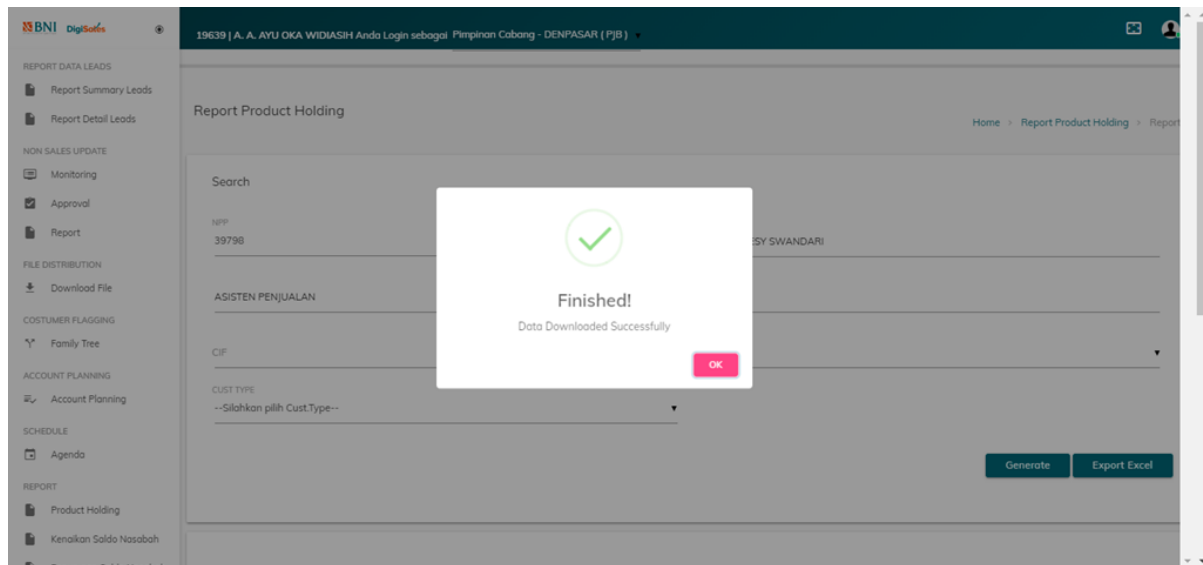 BNI DigiSales
19639 | A. A. AYU OKA WIDIASIH Anda Login sebagai Pimpinan Cabang - DENPASAR ( PJB )
REPORT DATA LEADS
Report Summary Leads
Report Detail Leads
NON SALES UPDATE
Monitoring
Approval
Report
FILE DISTRIBUTION
Download File
COSTUMER FLAGGING
Family Tree
ACCOUNT PLANNING
Account Planning
SCHEDULE
Agenda
REPORT
Product Holding
Kenaikan Saldo Nasabah
Report Product Holding
Home > Report Product Holding > Report
Search
NPP
39798
SY SWANDARI
ASISTEN PENJUALAN
CIF
CUST TYPE
--Silahkan pilih Cust.Type--
Generate
Export Excel
Finished!
Data Downloaded Successfully
OK